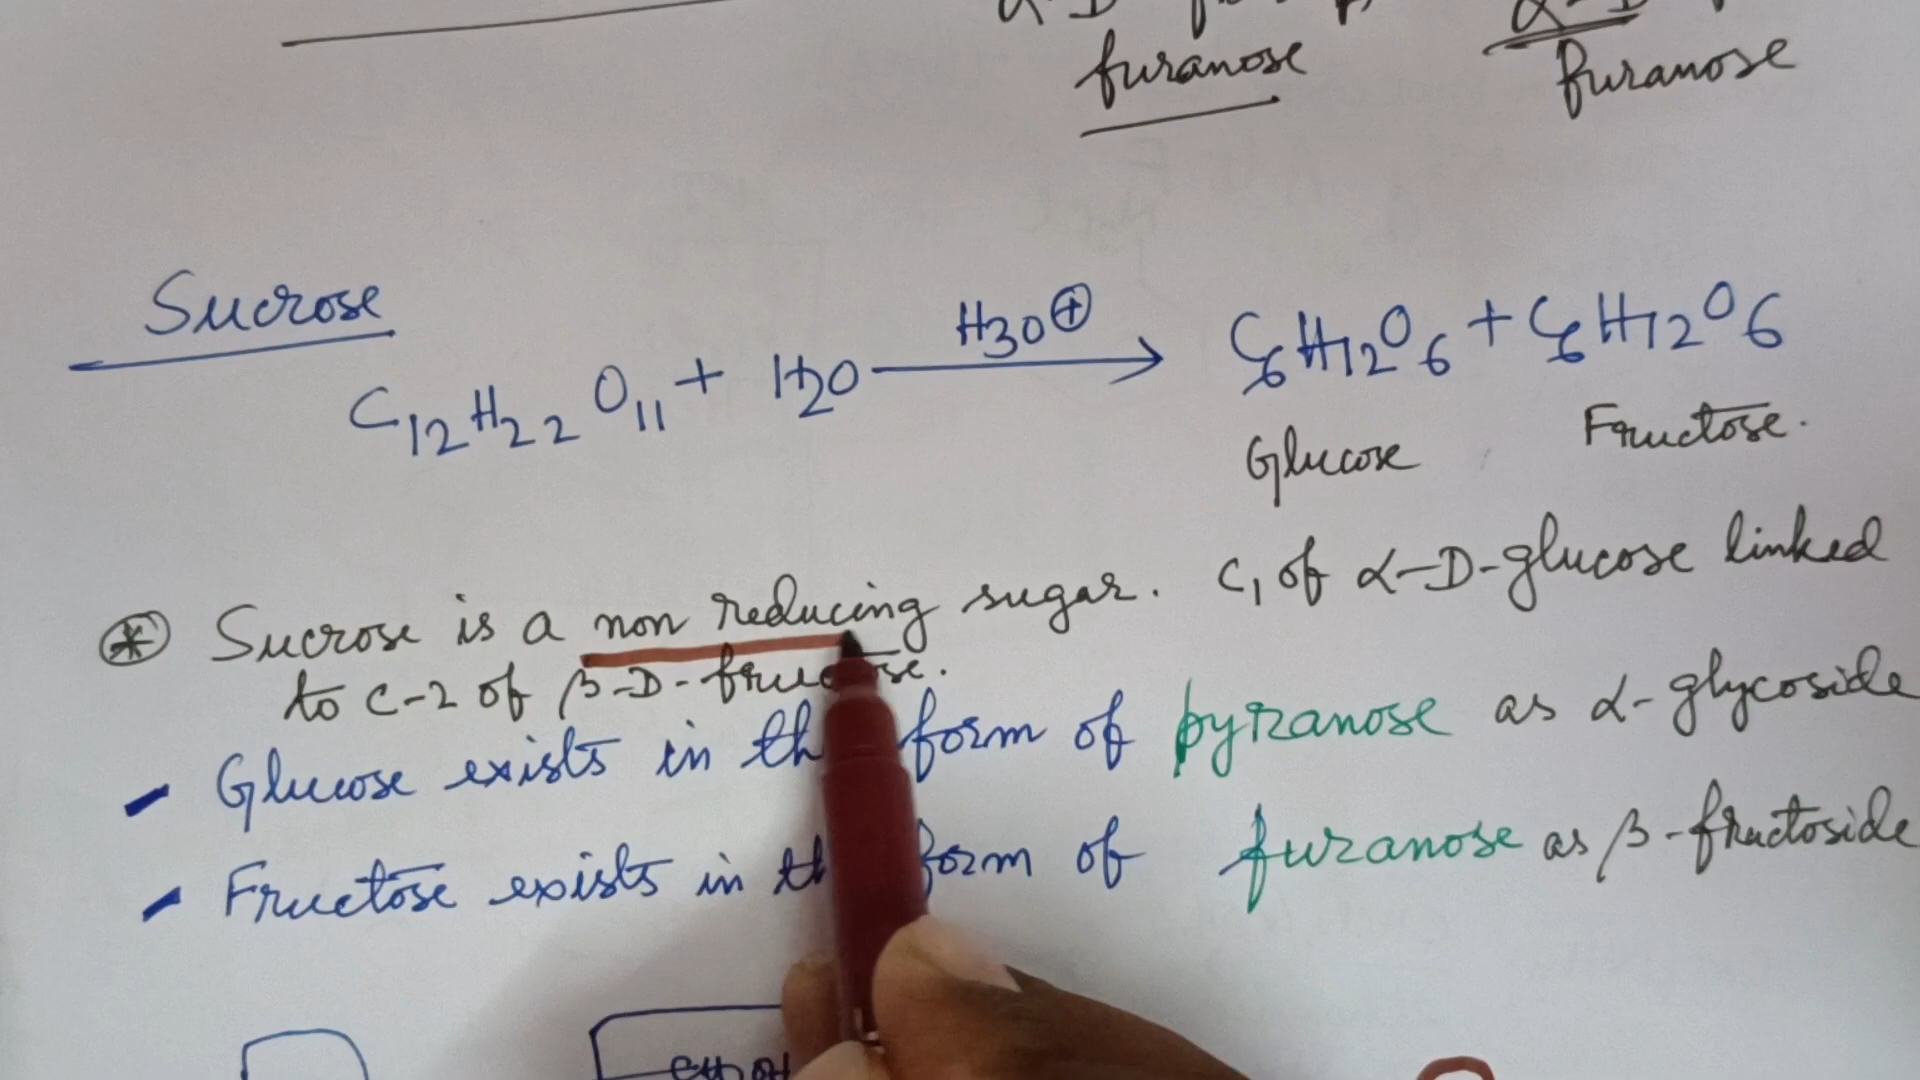 furanose furanose
Sucrose
C12H22O11 + H2O H3O⊕ → C6H12O6 + C6H12O6
Glucose Fructose.
* Sucrose is a non reducing sugar. C1 of α-D-glucose linked
to C-2 of β-D-
- Glucose exists in form of pyranose as α-glycoside
- Fructose exists in form of furanose as β-fructoside